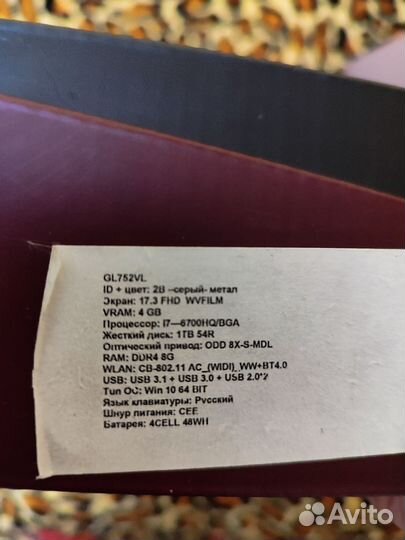 GL752VL
ID + цвет: 2B –серый- метал
Экран: 17.3 FHD WVFILM
VRAM: 4 GB
Процессор: I7—6700HQ/BGA
Жесткий диск: 1TB 54R
Оптический привод: ODD 8X-S-MDL
RAM: DDR4 8G
WLAN: CB-802.11 AC_(WIDI)_WW+BT4.0
USB: USB 3.1 + USB 3.0 + USB 2.0*2
Тип ОС: Win 10 64 BIT
Язык клавиатуры: Русский
Шнур питания: CEE
Батарея: 4CELL 48WH
Avito